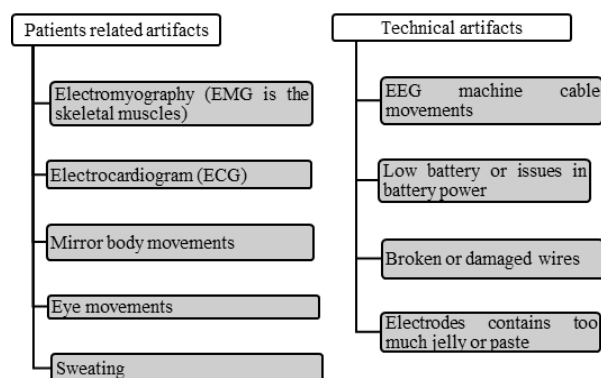 Patients related artifacts
Electromyography (EMG is the
skeletal muscles)
Electrocardiogram (ECG)
Mirror body movements
Eye movements
Sweating
Technical artifacts
EEG machine cable
movements
Low battery or issues in
battery power
Broken or damaged wires
Electrodes contains too
much jelly or paste